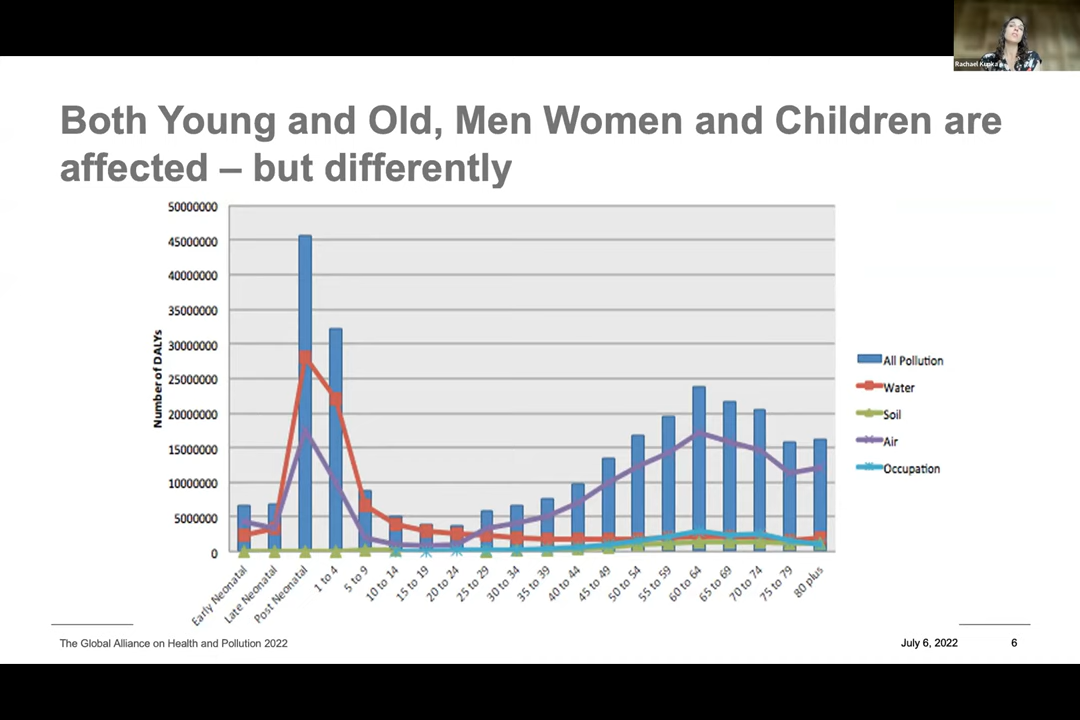 Rachael Kupka
Both Young and Old, Men Women and Children are
affected – but differently
50000000
45000000
40000000
35000000
30000000
25000000
20000000
15000000
10000000
5000000
0
Number of DALYs
Early Neonatal
Late Neonatal
Post Neonatal
1 to 4
5 to 9
10 to 14
15 to 19
20 to 24
25 to 29
30 to 34
35 to 39
40 to 44
45 to 49
50 to 54
55 to 59
60 to 64
65 to 69
70 to 74
75 to 79
80 plus
All Pollution
Water
Soil
Air
Occupation
The Global Alliance on Health and Pollution 2022
July 6, 2022
6